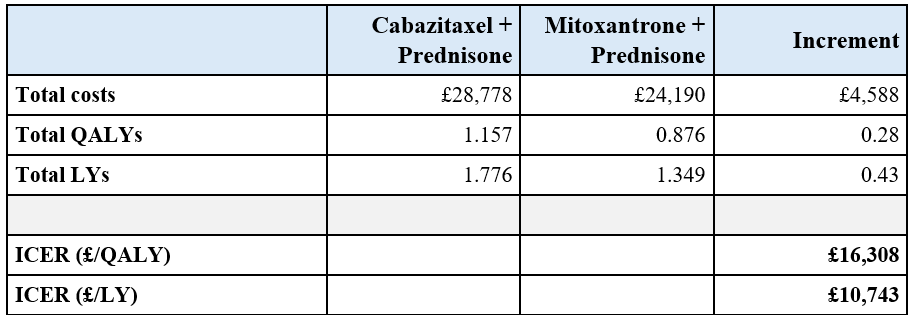 Cabazitaxel + Prednisone Mitoxantrone + Prednisone Increment
Total costs £28,778 £24,190 £4,588
Total QALYs 1.157 0.876 0.28
Total LYs 1.776 1.349 0.43
ICER (£/QALY) £16,308
ICER (£/LY) £10,743